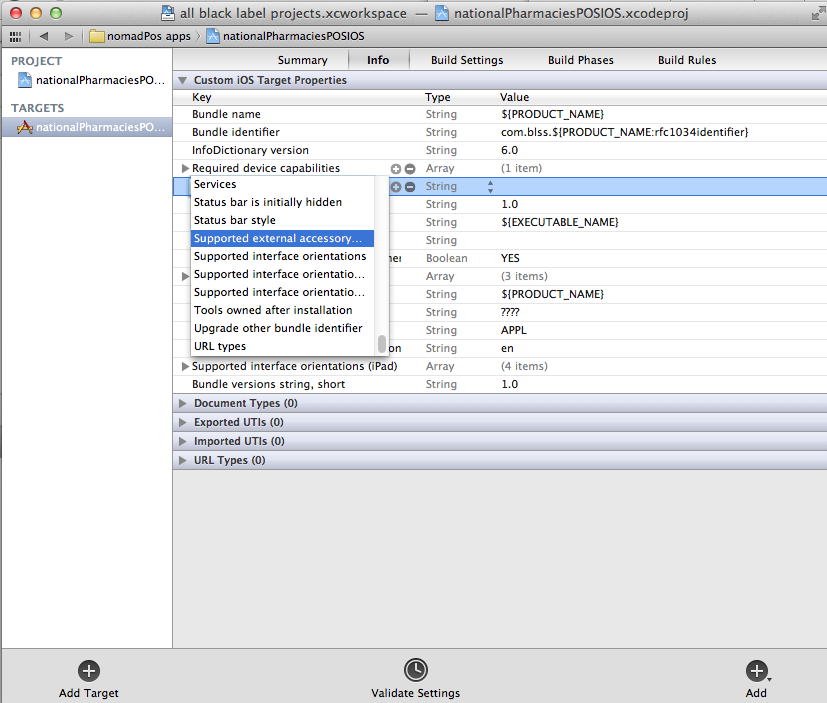 all black label projects.xcworkspace — nationalPharmaciesPOSIOS.xcodeproj
nomadPos apps nationalPharmaciesPOSIOS
PROJECT
nationalPharmaciesPO...
TARGETS
nationalPharmaciesPO...
Summary Info Build Settings Build Phases Build Rules
Custom iOS Target Properties
Key Type Value
Bundle name String ${PRODUCT_NAME}
Bundle identifier String com.blss.${PRODUCT_NAME:rfc1034identifier}
InfoDictionary version String 6.0
Required device capabilities Array (1 item)
Services String
Status bar is initially hidden String 1.0
Status bar style String ${EXECUTABLE_NAME}
Supported external accessory... String
Supported interface orientations ner Boolean YES
Supported interface orientatio... Array (3 items)
Supported interface orientatio... String ${PRODUCT_NAME}
Tools owned after installation String ????
Upgrade other bundle identifier String APPL
URL types on String en
Supported interface orientations (iPad) Array (4 items)
Bundle versions string, short String 1.0
Document Types (0)
Exported UTIs (0)
Imported UTIs (0)
URL Types (0)
Add Target Validate Settings Add